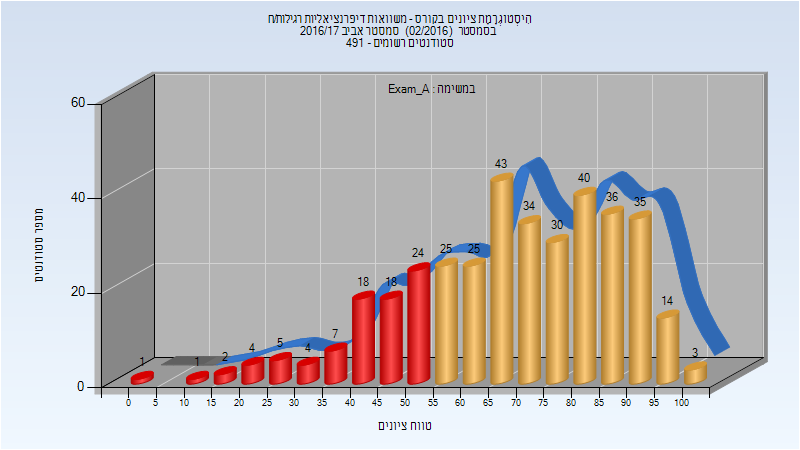 היסטוגרמת ציונים בקורס - משוואות דיפרנציאליות רגילות/ח
בסמסטר (02/2016) סמסטר אביב 2016/17
סטודנטים רשומים - 491
במשימה : Exam_A
מספר סטודנטים
60
40
20
0
1 1 2 4 5 4 7 18 18 24 25 25 43 34 30 40 36 35 14 3
0 5 10 15 20 25 30 35 40 45 50 55 60 65 70 75 80 85 90 95 100
טווח ציונים